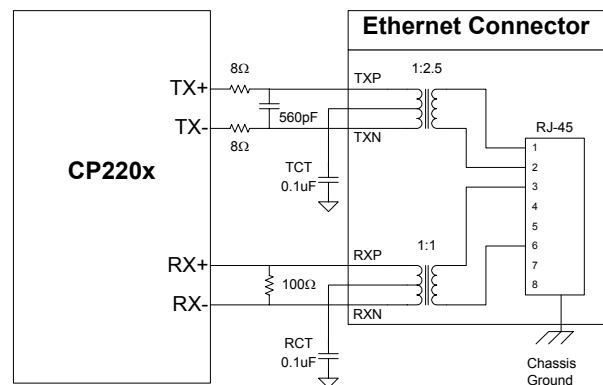 Ethernet Connector
8Ω
TX+
TXP
1:2.5
560pF
TX-
TXN
8Ω
CP220x
TCT
0.1uF
RJ-45
1
2
3
4
5
6
7
8
RX+
RXP
1:1
100Ω
RX-
RXN
RCT
0.1uF
Chassis
Ground